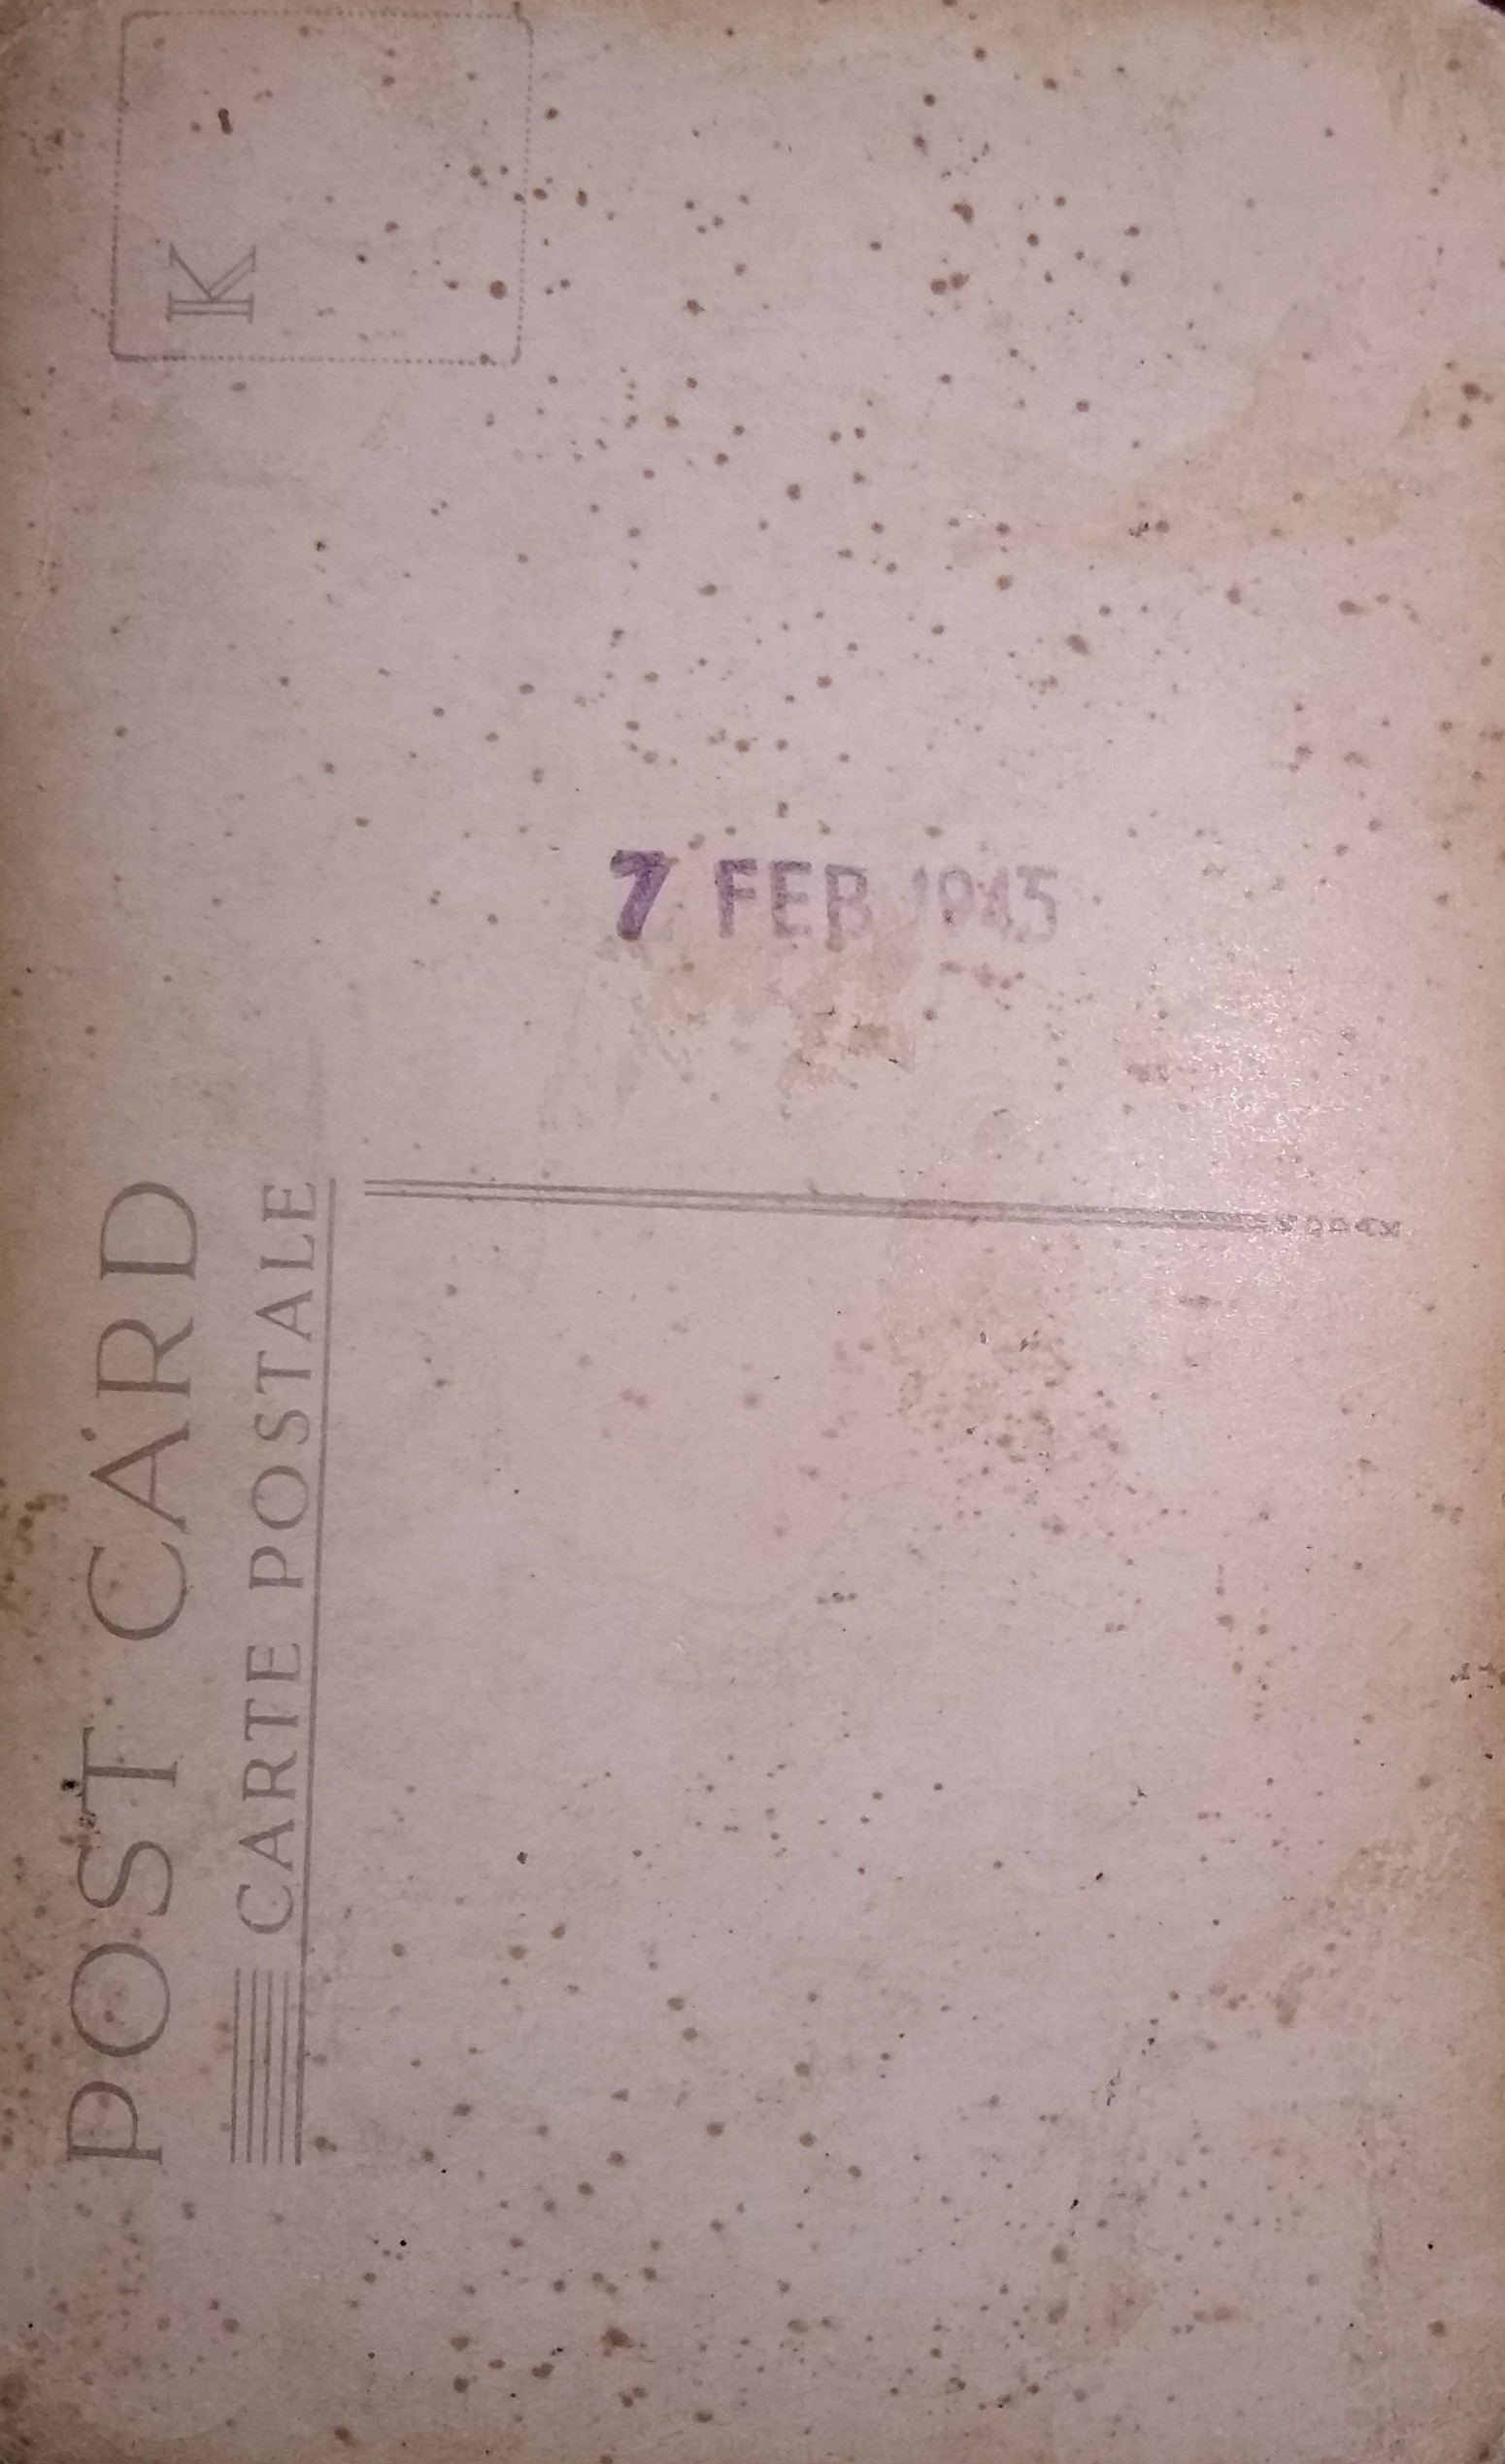 POST CARD
CARTE POSTALE
K
7 FEB 1945